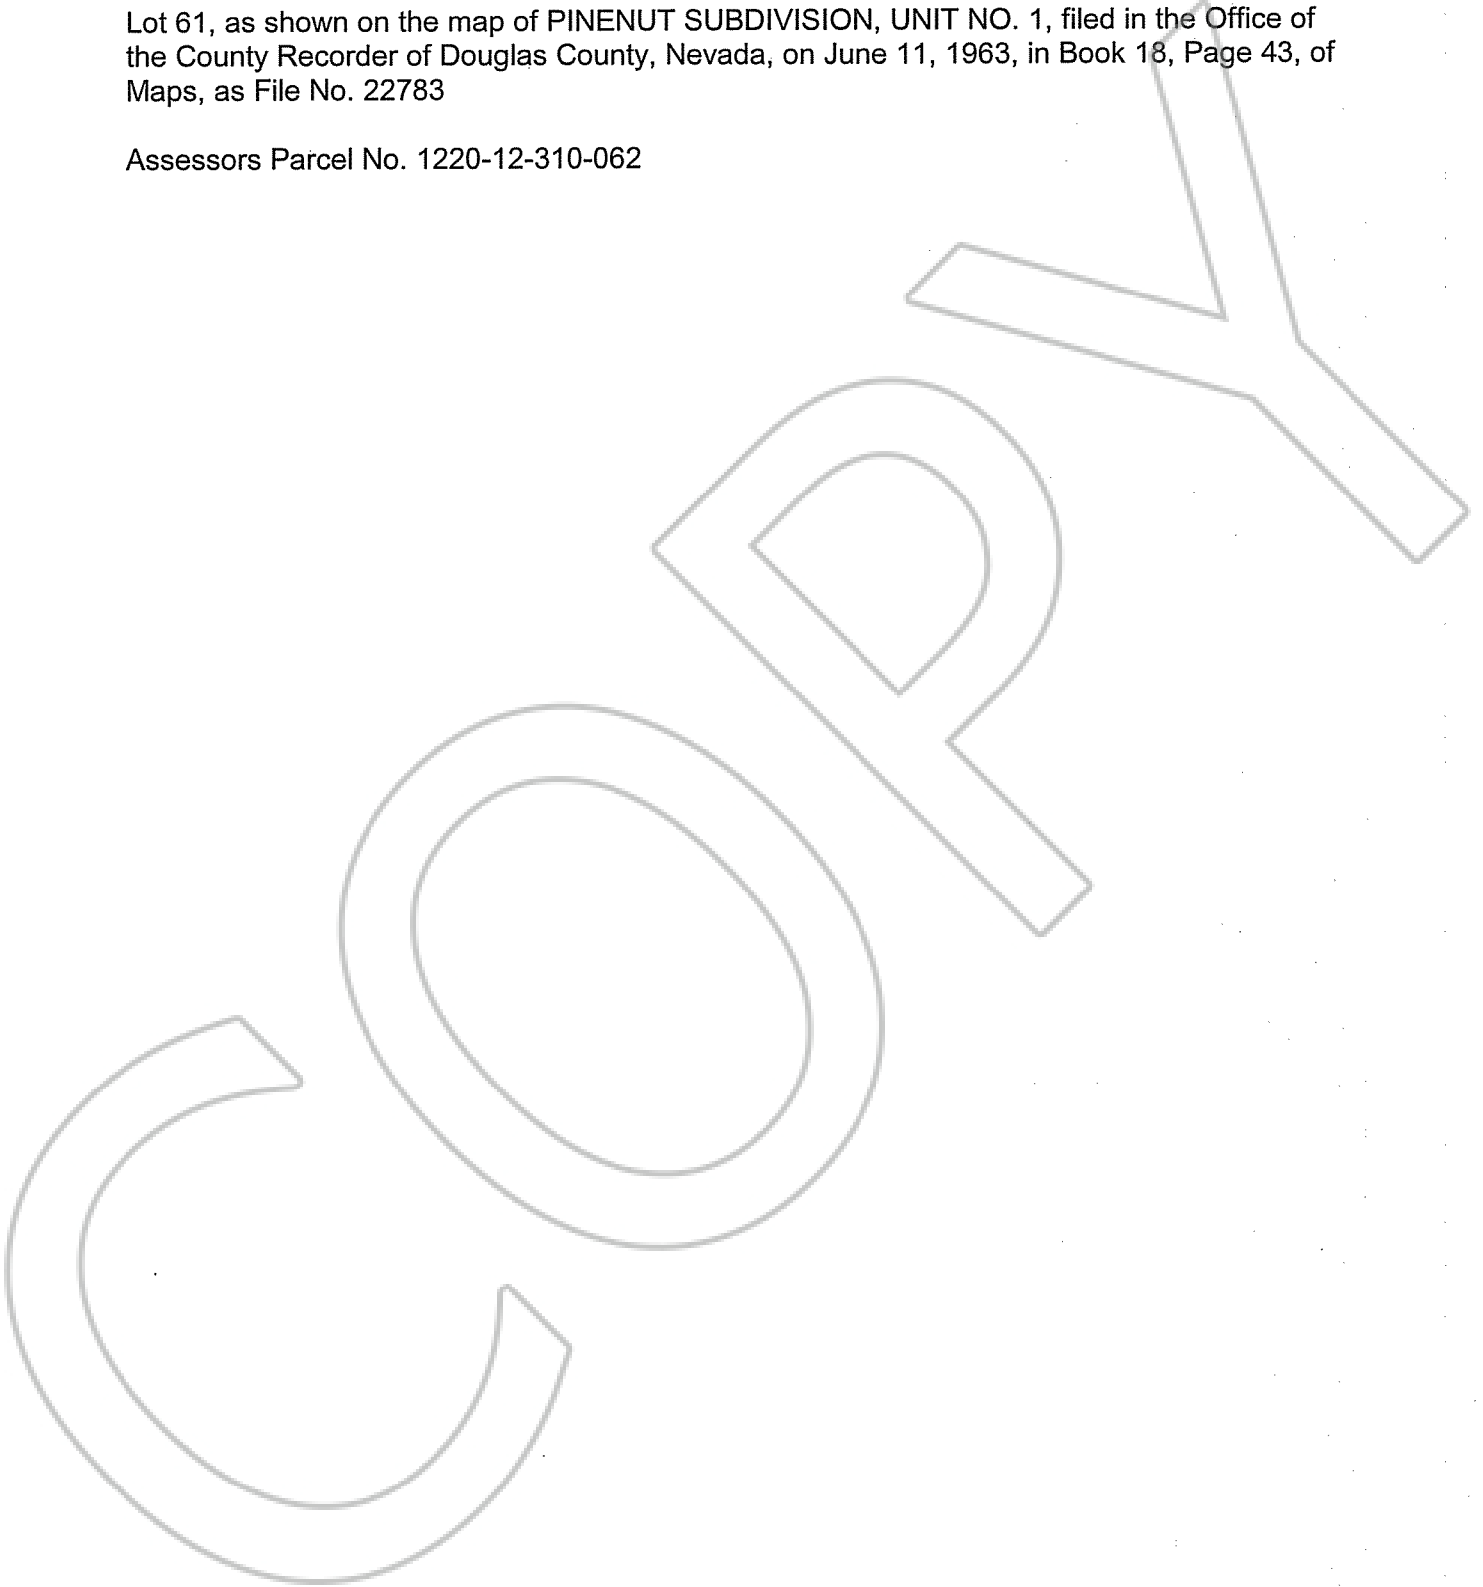 Lot 61, as shown on the map of PINENUT SUBDIVISION, UNIT NO. 1, filed in the Office of
the County Recorder of Douglas County, Nevada, on June 11, 1963, in Book 18, Page 43, of
Maps, as File No. 22783
Assessors Parcel No. 1220-12-310-062
COPY